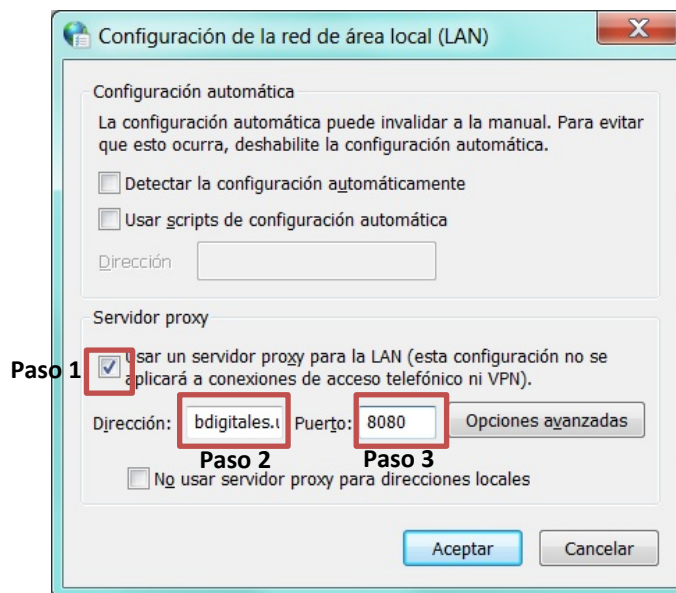 Configuración de la red de área local (LAN)
Configuración automática
La configuración automática puede invalidar a la manual. Para evitar
que esto ocurra, deshabilite la configuración automática.
Detectar la configuración automáticamente
Usar scripts de configuración automática
Dirección
Servidor proxy
Paso 1
Usar un servidor proxy para la LAN (esta configuración no se
aplicará a conexiones de acceso telefónico ni VPN).
Dirección: bdigitales.u Puerto: 8080 Opciones avanzadas
Paso 2 Paso 3
No usar servidor proxy para direcciones locales
Aceptar Cancelar